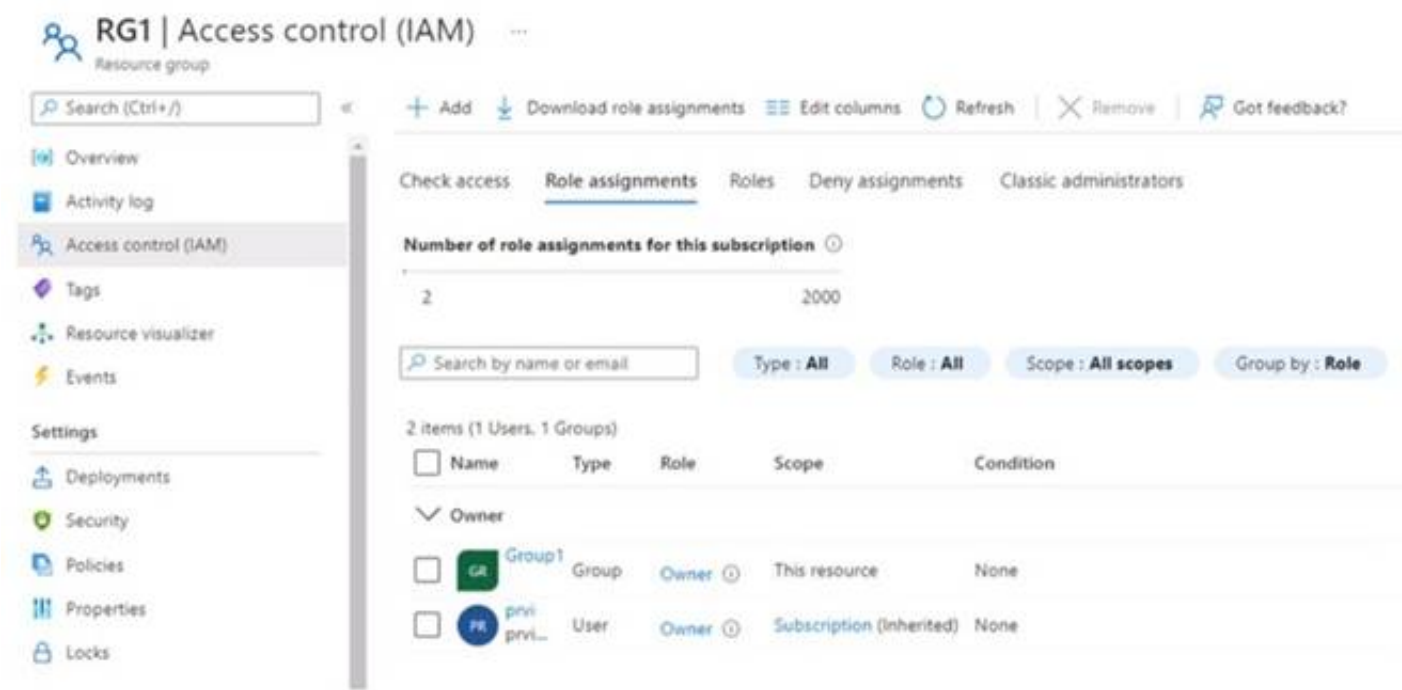 RG1 | Access control (IAM) ...
Resource group
Search (Ctrl+/)
«
Add
Download role assignments
Edit columns
Refresh
Remove
Got feedback?
Overview
Activity log
Access control (IAM)
Tags
Resource visualizer
Events
Settings
Deployments
Security
Policies
Properties
Locks
Check access Role assignments Roles Deny assignments Classic administrators
Number of role assignments for this subscription
2 2000
Search by name or email Type : All Role : All Scope : All scopes Group by : Role
2 items (1 Users, 1 Groups)
Name Type Role Scope Condition
Owner
GR Group1 Group Owner This resource None
PR prvi User Owner Subscription (Inherited) None
prvi...